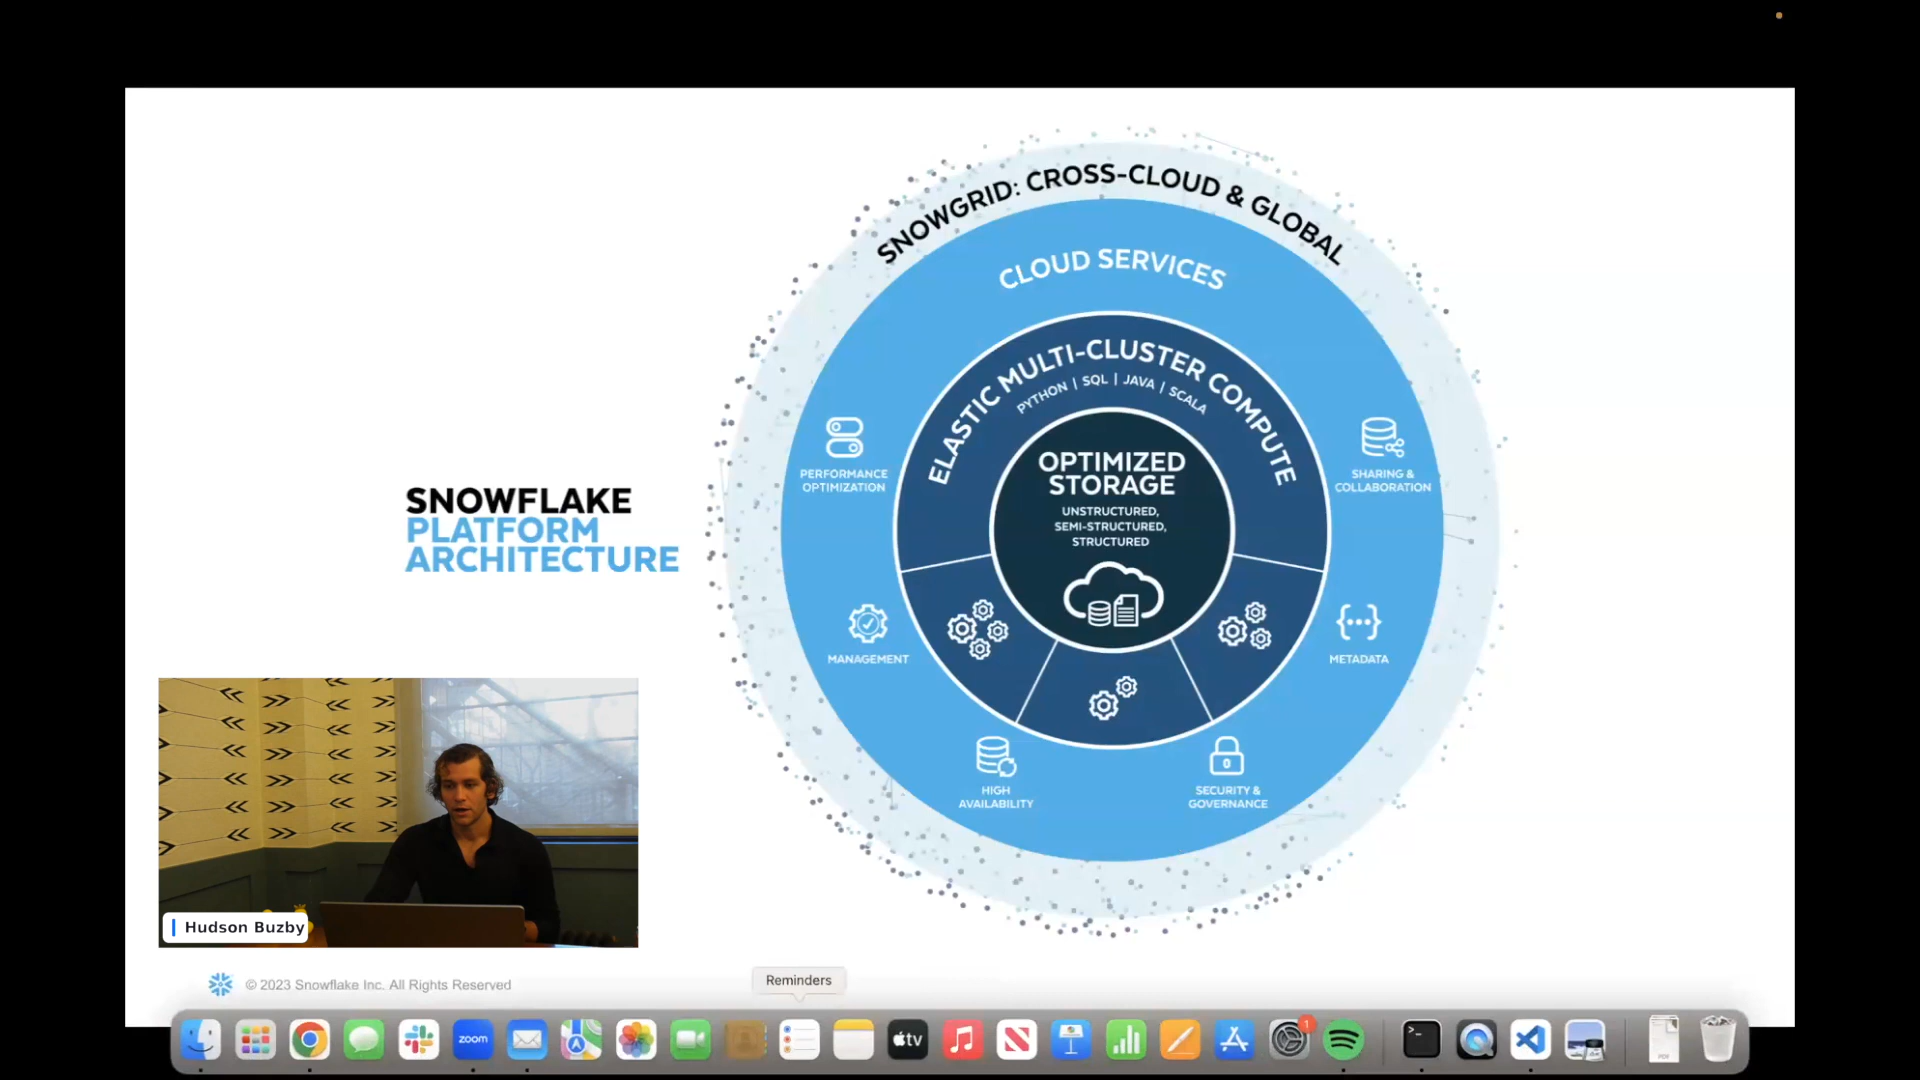 SNOWGRID: CROSS-CLOUD & GLOBAL
CLOUD SERVICES
ELASTIC MULTI-CLUSTER COMPUTE
PYTHON | SQL | JAVA | SCALA
OPTIMIZED
STORAGE
UNSTRUCTURED,
SEMI-STRUCTURED,
STRUCTURED
PERFORMANCE
OPTIMIZATION
SHARING &
COLLABORATION
SNOWFLAKE
PLATFORM
ARCHITECTURE
MANAGEMENT
METADATA
HIGH
AVAILABILITY
SECURITY &
GOVERNANCE
Hudson Buzby
© 2023 Snowflake Inc. All Rights Reserved
Reminders
zoom
tv
1
PDF